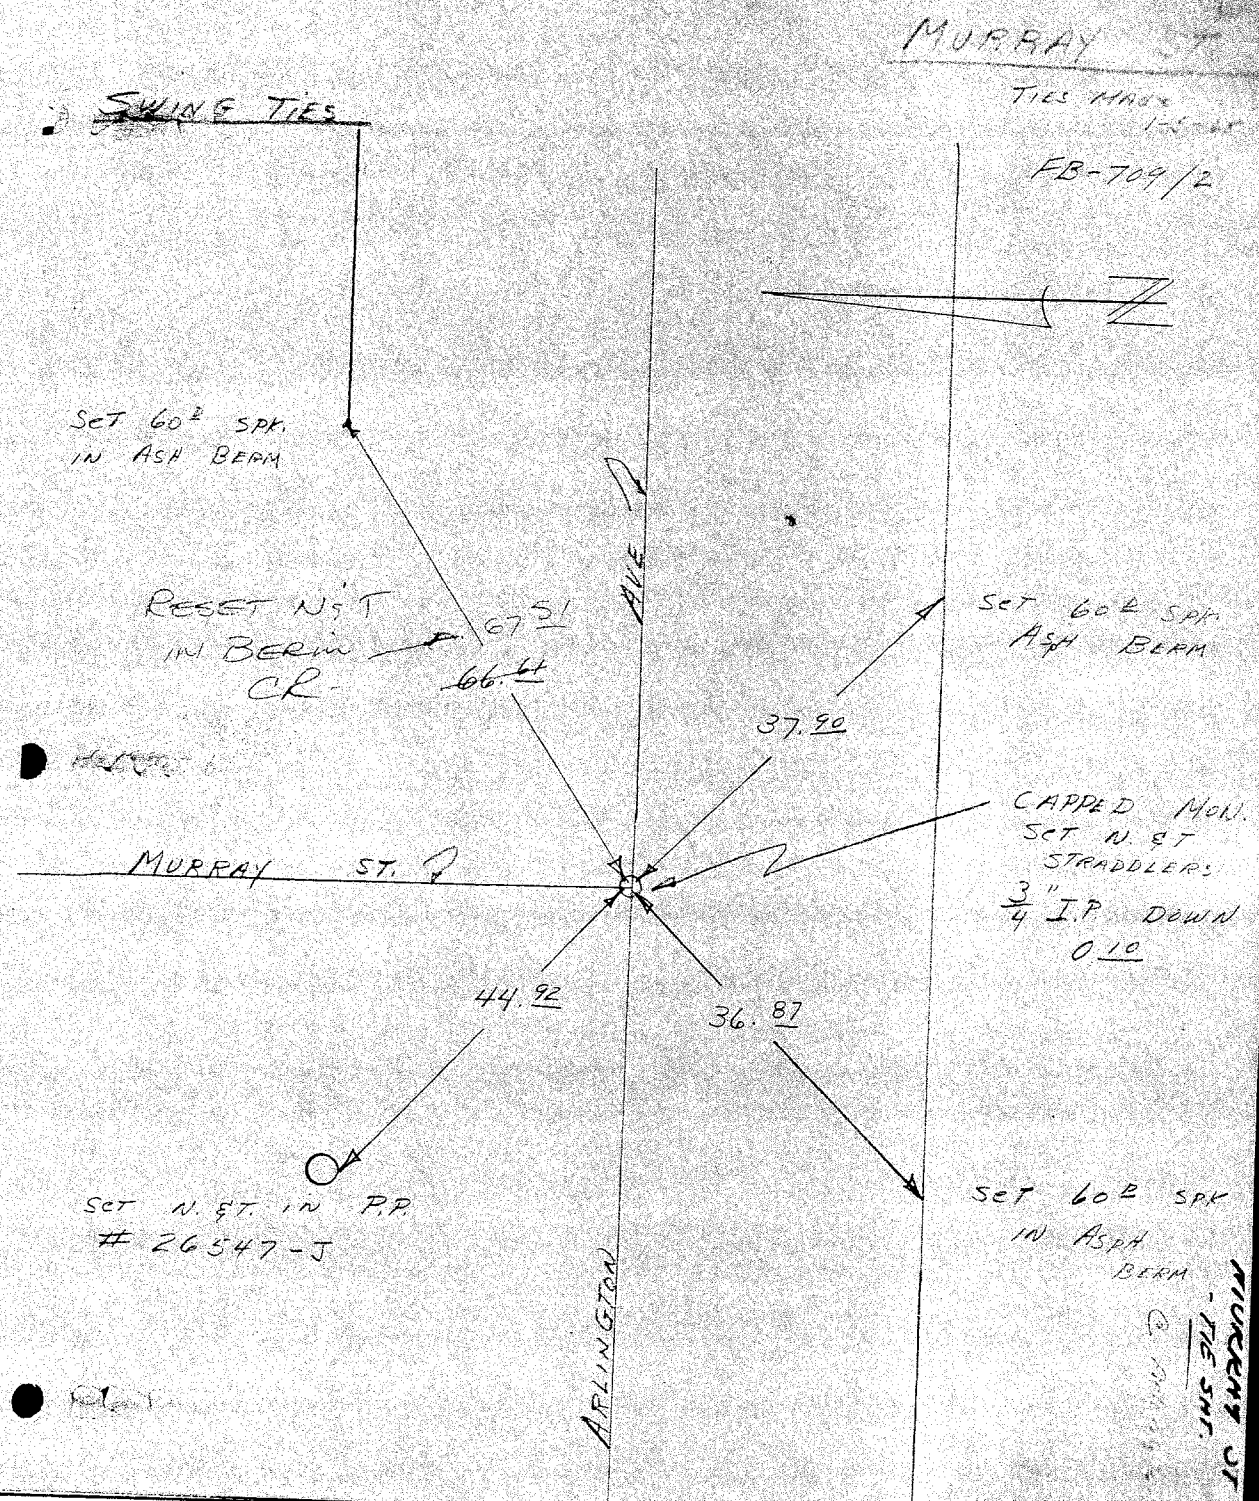 MURRAY ST
TIES MADE
FB-709/2
SWING TIES
SET 60ᴰ SPK.
IN ASH BERM
AVE
RESET N&T
IN BERM
CR
67 51
66. 61
SET 60ᴰ SPK
ASPH BERM
37. 90
CAPPED MON.
SET N. & T
STRADDLERS
3/4" I.P DOWN
0 10
MURRAY ST.
44. 92
36. 87
SET N. & T. IN P.P.
# 26547-J
SET 60ᴰ SPK
IN ASPH
BERM
ARLINGTON
MURRAY ST
- TIE SHT.